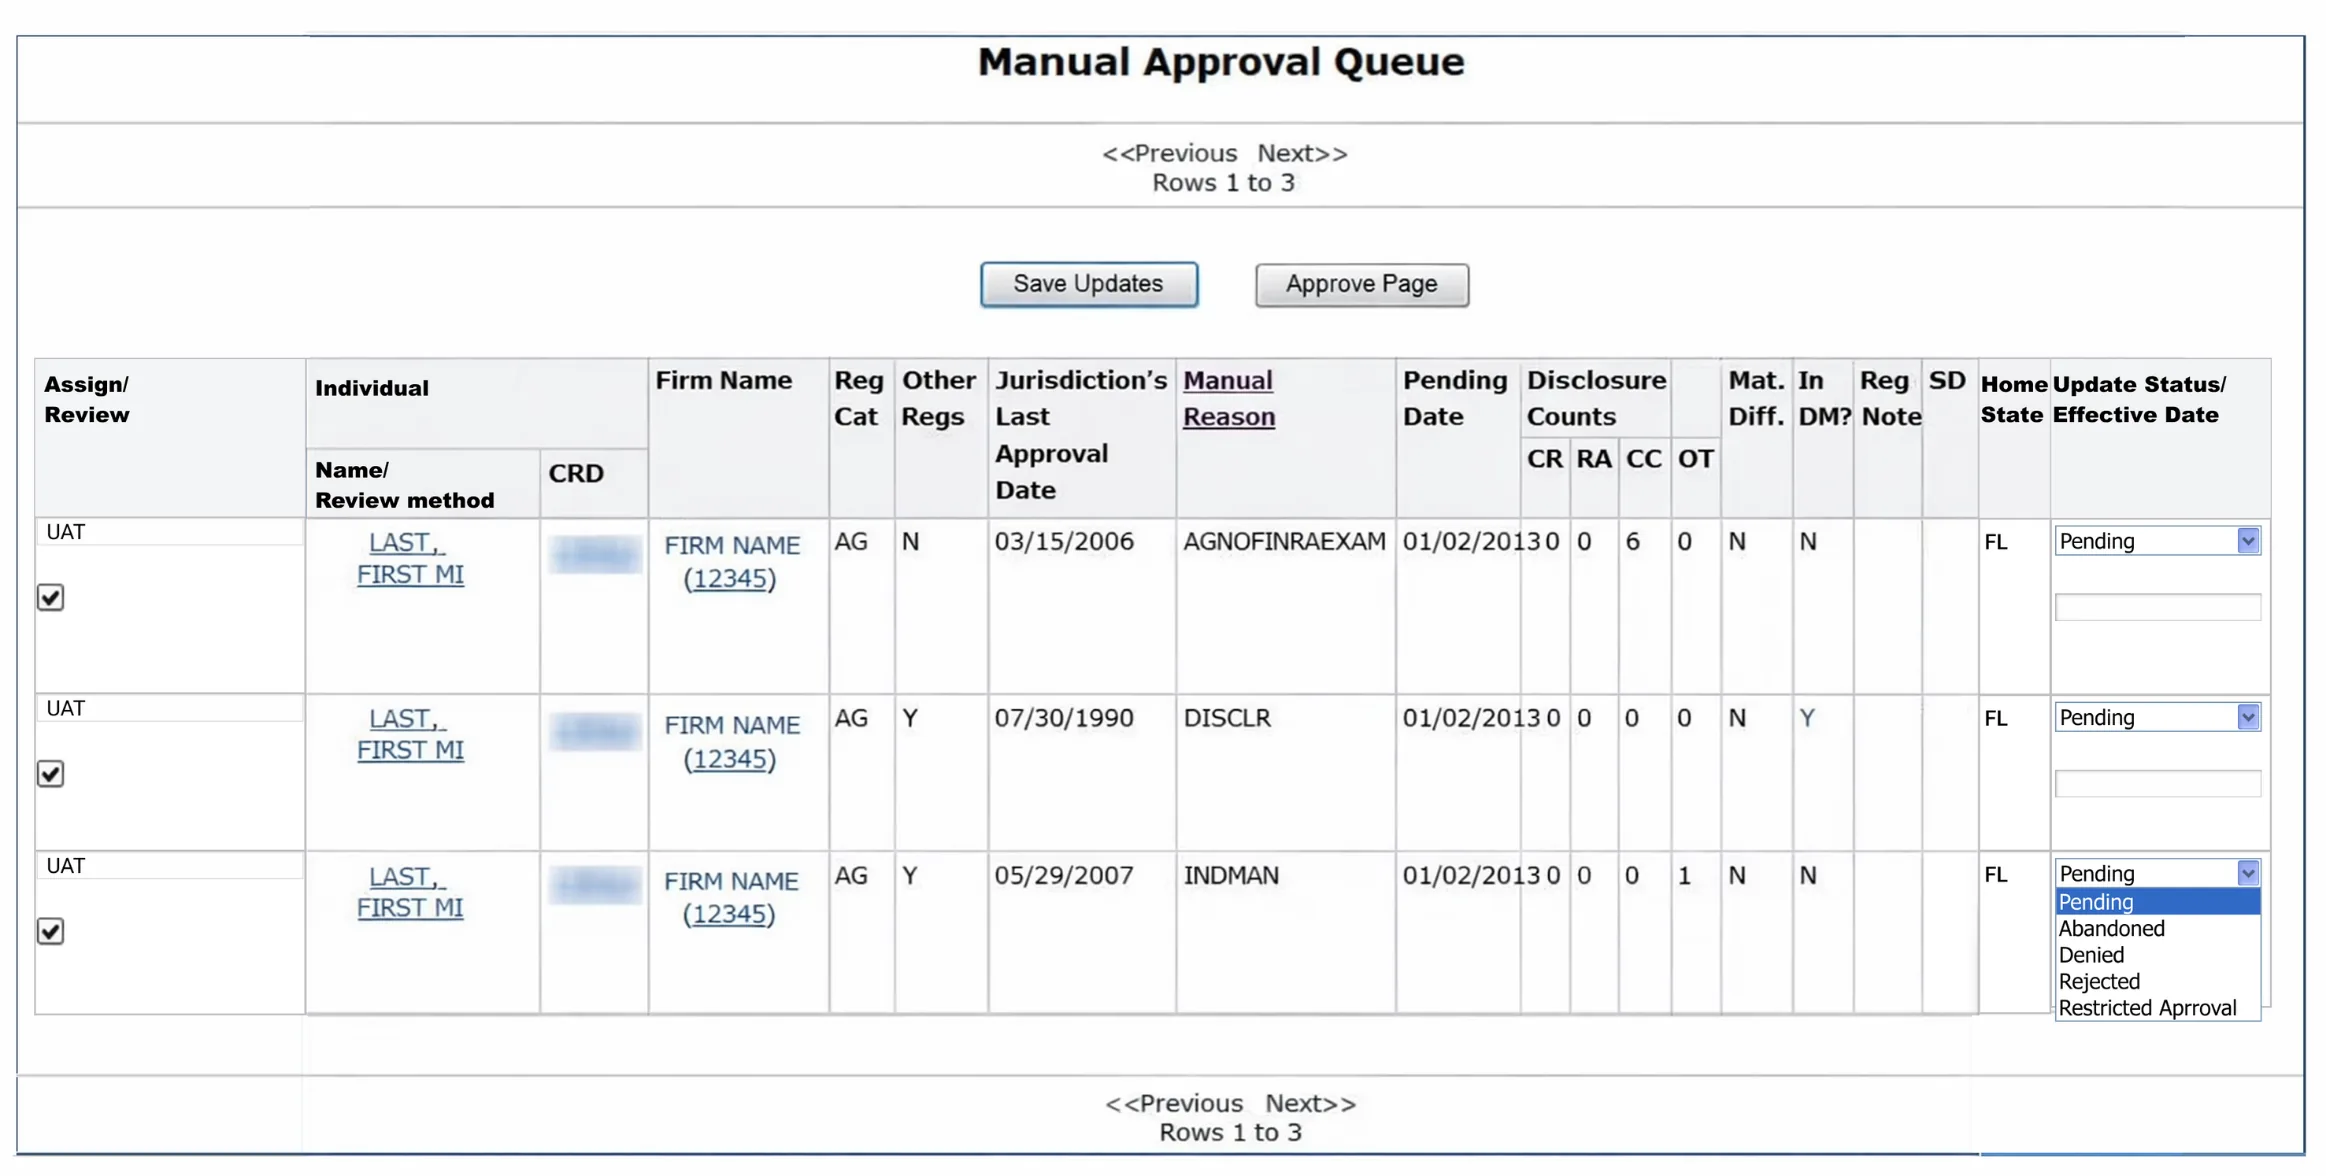 Manual Approval Queue
<<Previous Next>>
Rows 1 to 3
Save Updates Approve Page
Assign/
Review
Individual
Name/
Review method
CRD
Firm Name
Reg
Cat
Other
Regs
Jurisdiction's
Last
Approval
Date
Manual
Reason
Pending
Date
Disclosure
Counts
CR RA CC OT
Mat.
Diff.
In
DM?
Reg
Note
SD
Home
State
Update Status/
Effective Date
UAT
LAST,
FIRST MI
FIRM NAME
(12345)
AG N 03/15/2006 AGNOFINRAEXAM 01/02/2013 0 0 6 0 N N FL Pending
UAT
LAST,
FIRST MI
FIRM NAME
(12345)
AG Y 07/30/1990 DISCLR 01/02/2013 0 0 0 0 N Y FL Pending
UAT
LAST,
FIRST MI
FIRM NAME
(12345)
AG Y 05/29/2007 INDMAN 01/02/2013 0 0 0 1 N N FL Pending
Pending
Abandoned
Denied
Rejected
Restricted Aprroval
<<Previous Next>>
Rows 1 to 3